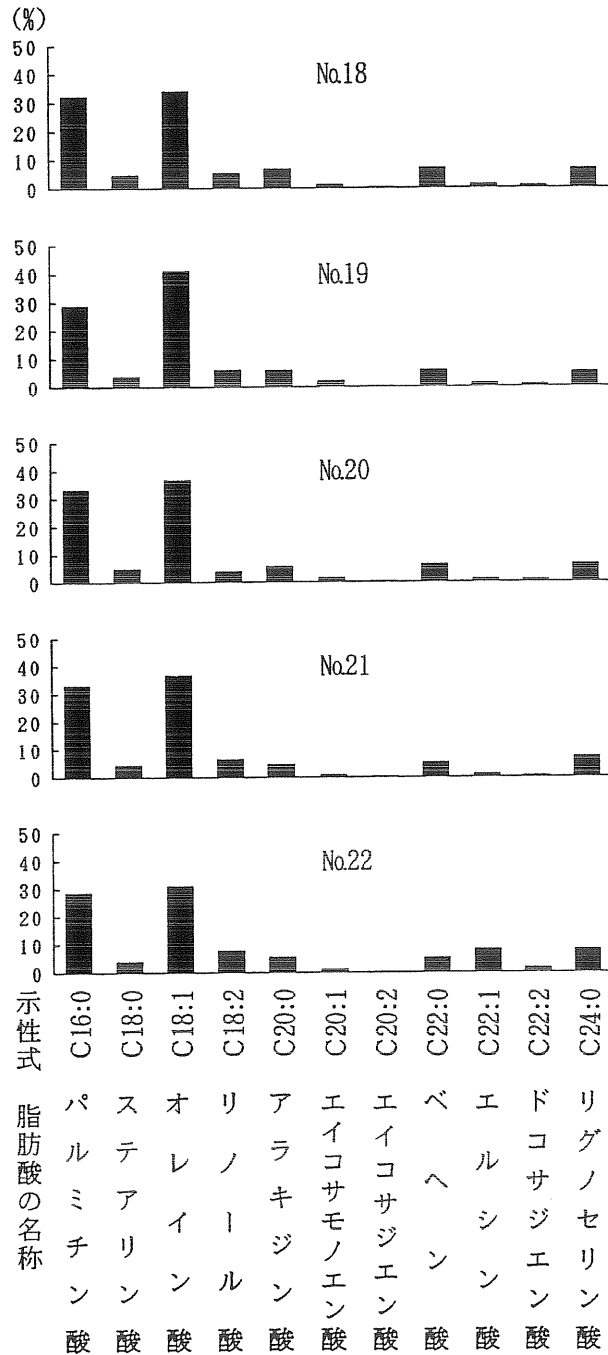 (%)
50
40
30
20
10
0
No.18
50
40
30
20
10
0
No.19
50
40
30
20
10
0
No.20
50
40
30
20
10
0
No.21
50
40
30
20
10
0
No.22
示性式
C16:0
C18:0
C18:1
C18:2
C20:0
C20:1
C20:2
C22:0
C22:1
C22:2
C24:0
脂肪酸の名称
パルミチン酸
ステアリン酸
オレイン酸
リノール酸
アラキジン酸
エイコサモノエン酸
エイコサジエン酸
ベヘン酸
エルシン酸
ドコサジエン酸
リグノセリン酸